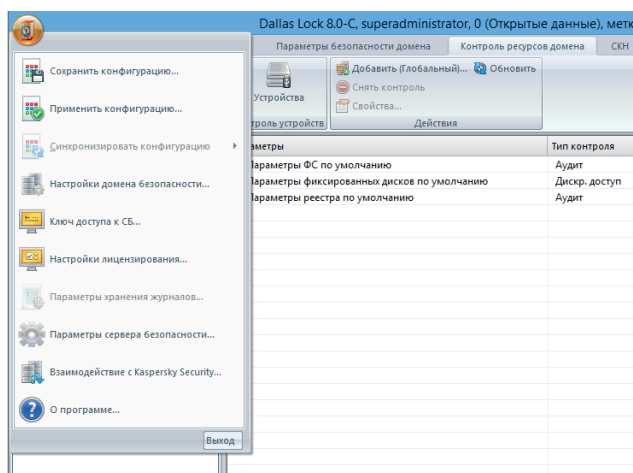 Dallas Lock 8.0-C, superadministrator, 0 (Открытые данные), метк
Параметры безопасности домена Контроль ресурсов домена СКН
Добавить (Глобальный)... Обновить
Устройства
Снять контроль
Свойства...
троль устройств Действия
Сохранить конфигурацию...
Применить конфигурацию...
Синхронизировать конфигурацию
Настройки домена безопасности...
Ключ доступа к СБ...
Настройки лицензирования...
Параметры хранения журналов...
Параметры сервера безопасности...
Взаимодействие с Kaspersky Security...
О программе...
Выход
аметры Тип контроля
Параметры ФС по умолчанию Аудит
Параметры фиксированных дисков по умолчанию Дискр. доступ
Параметры реестра по умолчанию Аудит